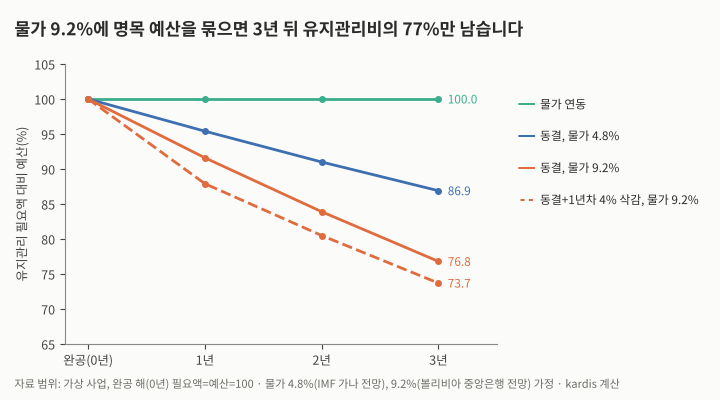 물가 9.2%에 명목 예산을 묶으면 3년 뒤 유지관리비의 77%만 남습니다
유지관리 필요액 대비 예산(%)
105
100
95
90
85
80
75
70
65
완공(0년)
1년
2년
3년
100.0
86.9
76.8
73.7
물가 연동
동결, 물가 4.8%
동결, 물가 9.2%
동결+1년차 4% 삭감, 물가 9.2%
자료 범위: 가상 사업, 완공 해(0년) 필요액=예산=100 · 물가 4.8%(IMF 가나 전망), 9.2%(볼리비아 중앙은행 전망) 가정 · kardis 계산